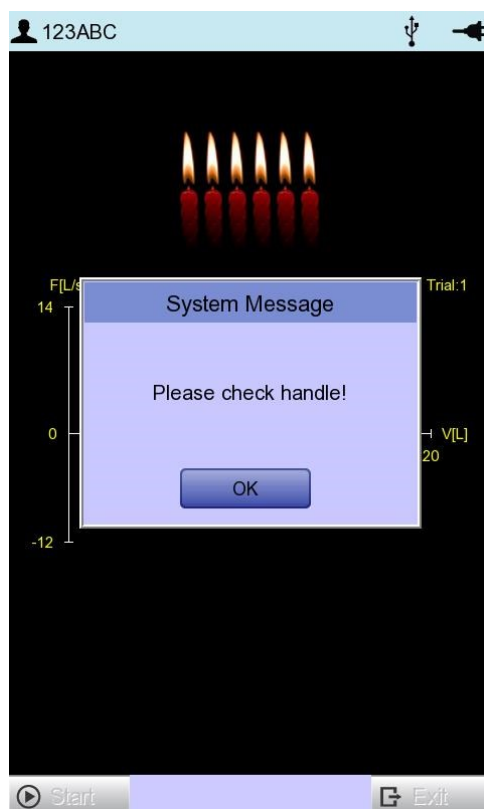 123ABC
F[L/s
Trial:1
14
System Message
Please check handle!
0
V[L]
20
OK
-12
Start
Exit